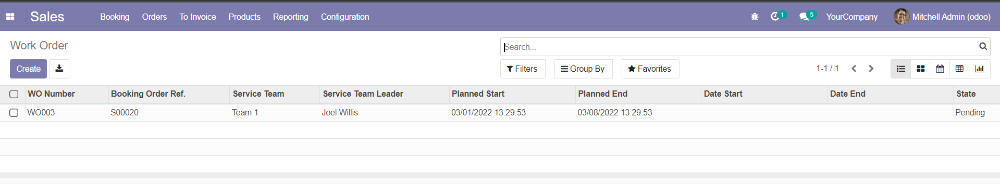 Sales Booking Orders To Invoice Products Reporting Configuration 1 5 YourCompany Mitchell Admin (odoo)
Work Order
Search...
Create Filters Group By Favorites 1-1 / 1
WO Number Booking Order Ref. Service Team Service Team Leader Planned Start Planned End Date Start Date End State
WO003 S00020 Team 1 Joel Willis 03/01/2022 13:29:53 03/08/2022 13:29:53 Pending